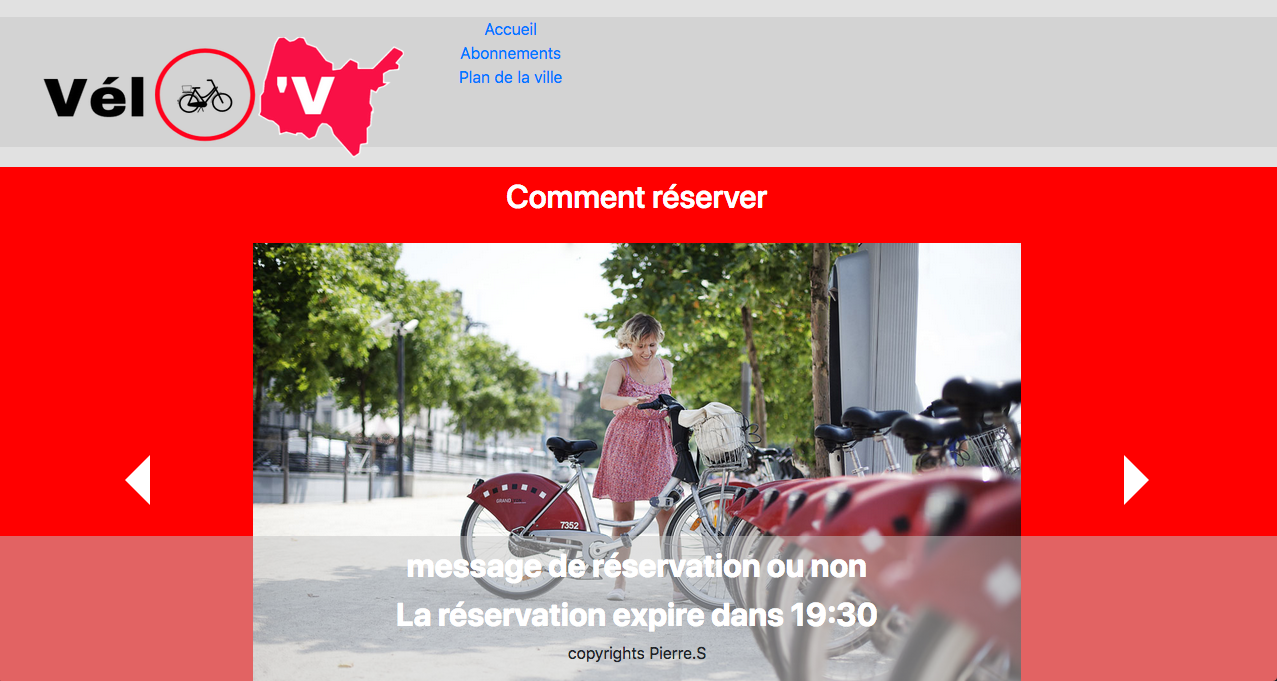 Vél 'V
Accueil
Abonnements
Plan de la ville
Comment réserver
7352
message de réservation ou non
La réservation expire dans 19:30
copyrights Pierre.S